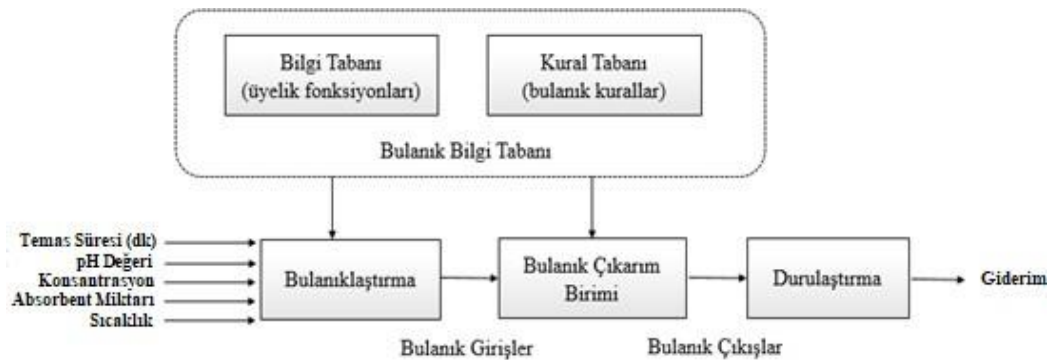 Bilgi Tabanı
(üyelik fonksiyonları)
Kural Tabanı
(bulanık kurallar)
Bulanık Bilgi Tabanı
Temas Süresi (dk)
pH Değeri
Konsantrasyon
Absorbent Miktarı
Sıcaklık
Bulanıklaştırma
Bulanık Çıkarım
Birimi
Durulaştırma
Giderim
Bulanık Girişler
Bulanık Çıkışlar